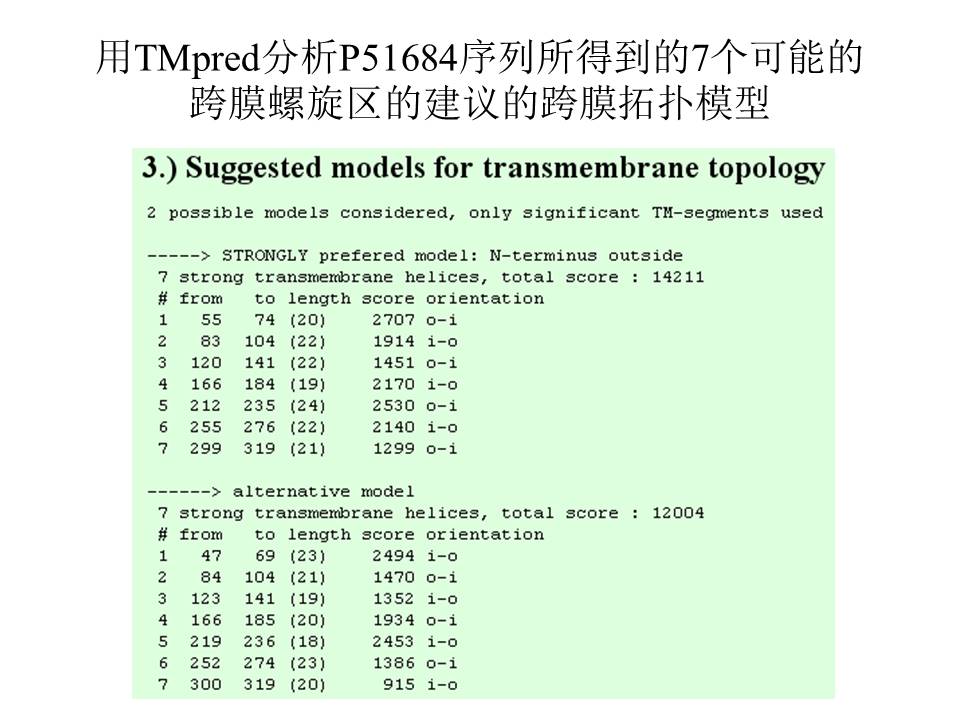 用TMpred分析P51684序列所得到的7个可能的
跨膜螺旋区的建议的跨膜拓扑模型
3.) Suggested models for transmembrane topology
2 possible models considered, only significant TM-segments used
-----> STRONGLY prefered model: N-terminus outside
7 strong transmembrane helices, total score : 14211
# from to length score orientation
1 55 74 (20) 2707 o-i
2 83 104 (22) 1914 i-o
3 120 141 (22) 1451 o-i
4 166 184 (19) 2170 i-o
5 212 235 (24) 2530 o-i
6 255 276 (22) 2140 i-o
7 299 319 (21) 1299 o-i
------> alternative model
7 strong transmembrane helices, total score : 12004
# from to length score orientation
1 47 69 (23) 2494 i-o
2 84 104 (21) 1470 o-i
3 123 141 (19) 1352 i-o
4 166 185 (20) 1934 o-i
5 219 236 (18) 2453 i-o
6 252 274 (23) 1386 o-i
7 300 319 (20) 915 i-o